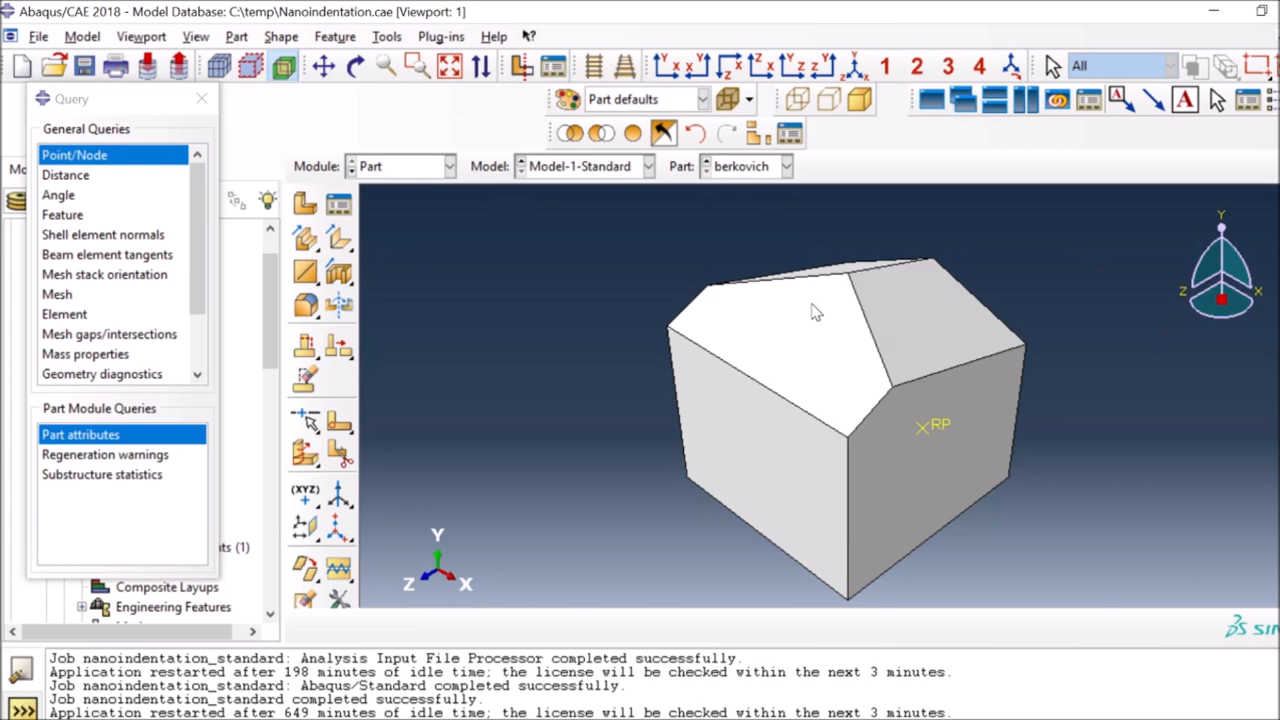 Abaqus/CAE 2018 - Model Database: C:\temp\Nanoindentation.cae [Viewport: 1]
File Model Viewport View Part Shape Feature Tools Plug-ins Help
1 2 3 4 All
Query
Part defaults
General Queries
Module: Part Model: Model-1-Standard Part: berkovich
Point/Node
Distance
Angle
Feature
Shell element normals
Beam element tangents
Mesh stack orientation
Mesh
Element
Mesh gaps/intersections
Mass properties
Geometry diagnostics
Part Module Queries
Part attributes
Regeneration warnings
Substructure statistics
(XYZ)
RP
Y
Z X
Y
Z X
ts (1)
Composite Layups
Engineering Features
Job nanoindentation_standard: Analysis Input File Processor completed successfully.
Application restarted after 198 minutes of idle time; the license will be checked within the next 3 minutes.
Job nanoindentation_standard: Abaqus/Standard completed successfully.
Job nanoindentation_standard completed successfully.
Application restarted after 649 minutes of idle time; the license will be checked within the next 3 minutes.